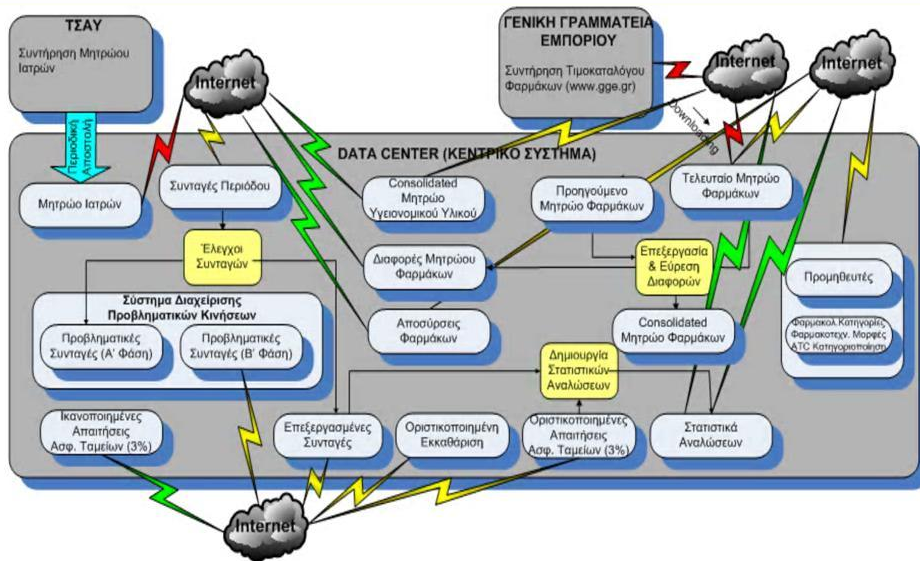 ΤΣΑΥ
Συντήρηση Μητρώου
Ιατρών
Internet
ΓΕΝΙΚΗ ΓΡΑΜΜΑΤΕΙΑ
ΕΜΠΟΡΙΟΥ
Συντήρηση Τιμοκαταλόγου
Φαρμάκων (www.gge.gr)
Internet
Internet
Downloading
Περιοδική
Αποστολή
DATA CENTER (ΚΕΝΤΡΙΚΟ ΣΥΣΤΗΜΑ)
Μητρώο Ιατρών
Συνταγές Περιόδου
Consolidated
Μητρώο
Υγειονομικού Υλικού
Προηγούμενο
Μητρώο Φαρμάκων
Τελευταίο Μητρώο
Φαρμάκων
Έλεγχοι
Συνταγών
Διαφορές Μητρώου
Φαρμάκων
Επεξεργασία
& Εύρεση
Διαφορών
Προμηθευτές
Σύστημα Διαχείρισης
Προβληματικών Κινήσεων
Προβληματικές
Συνταγές (Α' Φάση)
Προβληματικές
Συνταγές (Β' Φάση)
Αποσύρσεις
Φαρμάκων
Consolidated
Μητρώο Φαρμάκων
Φαρμακολ.Κατηγορίες
Φαρμακοτεχν. Μορφές
ATC Κατηγοριοποίηση
Δημιουργία
Στατιστικών
Αναλώσεων
Ικανοποιημένες
Απαιτήσεις
Ασφ. Ταμείων (3%)
Επεξεργασμένες
Συνταγές
Οριστικοποιημένη
Εκκαθάριση
Οριστικοποιημένες
Απαιτήσεις
Ασφ. Ταμείων (3%)
Στατιστικά
Αναλώσεων
Internet